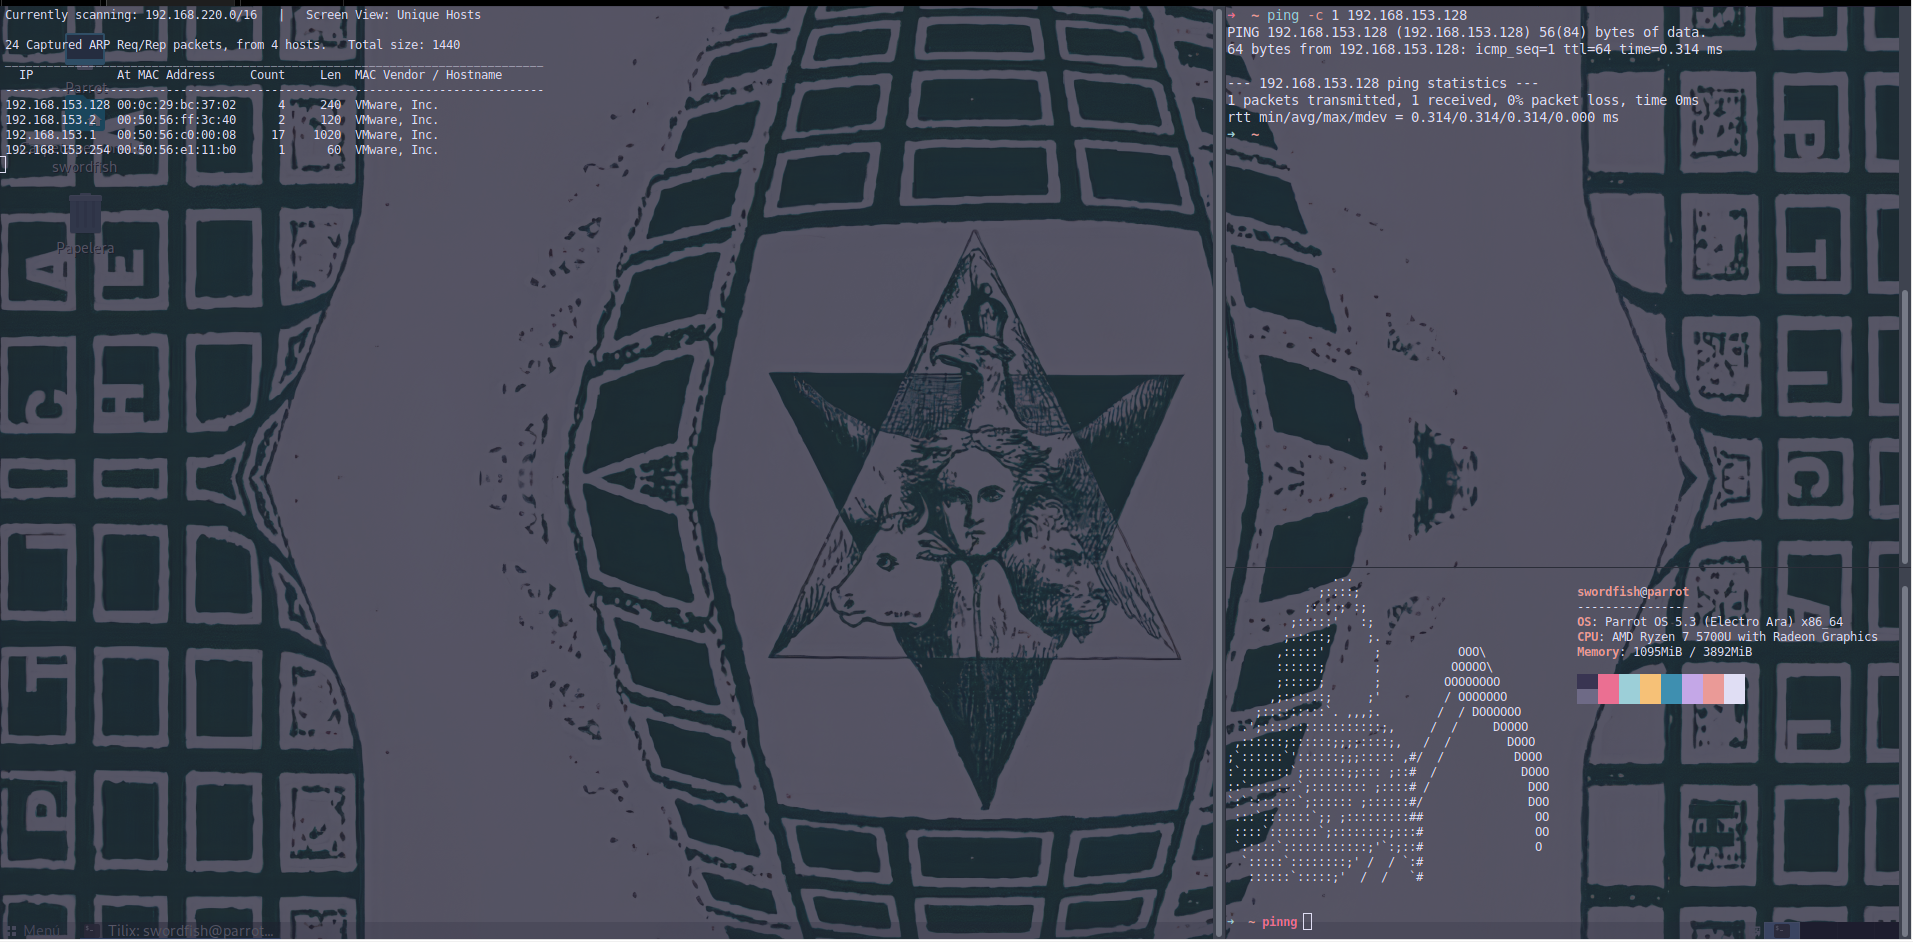 Currently scanning: 192.168.220.0/16   |   Screen View: Unique Hosts
24 Captured ARP Req/Rep packets, from 4 hosts.   Total size: 1440
_____________________________________________________________________________
  IP            At MAC Address     Count     Len  MAC Vendor / Hostname
-----------------------------------------------------------------------------
192.168.153.128 00:0c:29:bc:37:02      4     240  VMware, Inc.
192.168.153.2   00:50:56:ff:3c:40      2     120  VMware, Inc.
192.168.153.1   00:50:56:c0:00:08     17    1020  VMware, Inc.
192.168.153.254 00:50:56:e1:11:b0      1      60  VMware, Inc.
Parrot
swordfish
Papelera
A E
C H
I
L T
P
→  ~ ping -c 1 192.168.153.128
PING 192.168.153.128 (192.168.153.128) 56(84) bytes of data.
64 bytes from 192.168.153.128: icmp_seq=1 ttl=64 time=0.314 ms
--- 192.168.153.128 ping statistics ---
1 packets transmitted, 1 received, 0% packet loss, time 0ms
rtt min/avg/max/mdev = 0.314/0.314/0.314/0.000 ms
→  ~
swordfish@parrot
----------------
OS: Parrot OS 5.3 (Electro Ara) x86_64
CPU: AMD Ryzen 7 5700U with Radeon Graphics
Memory: 1095MiB / 3892MiB
→  ~ pinng
Menú
Tilix: swordfish@parrot...